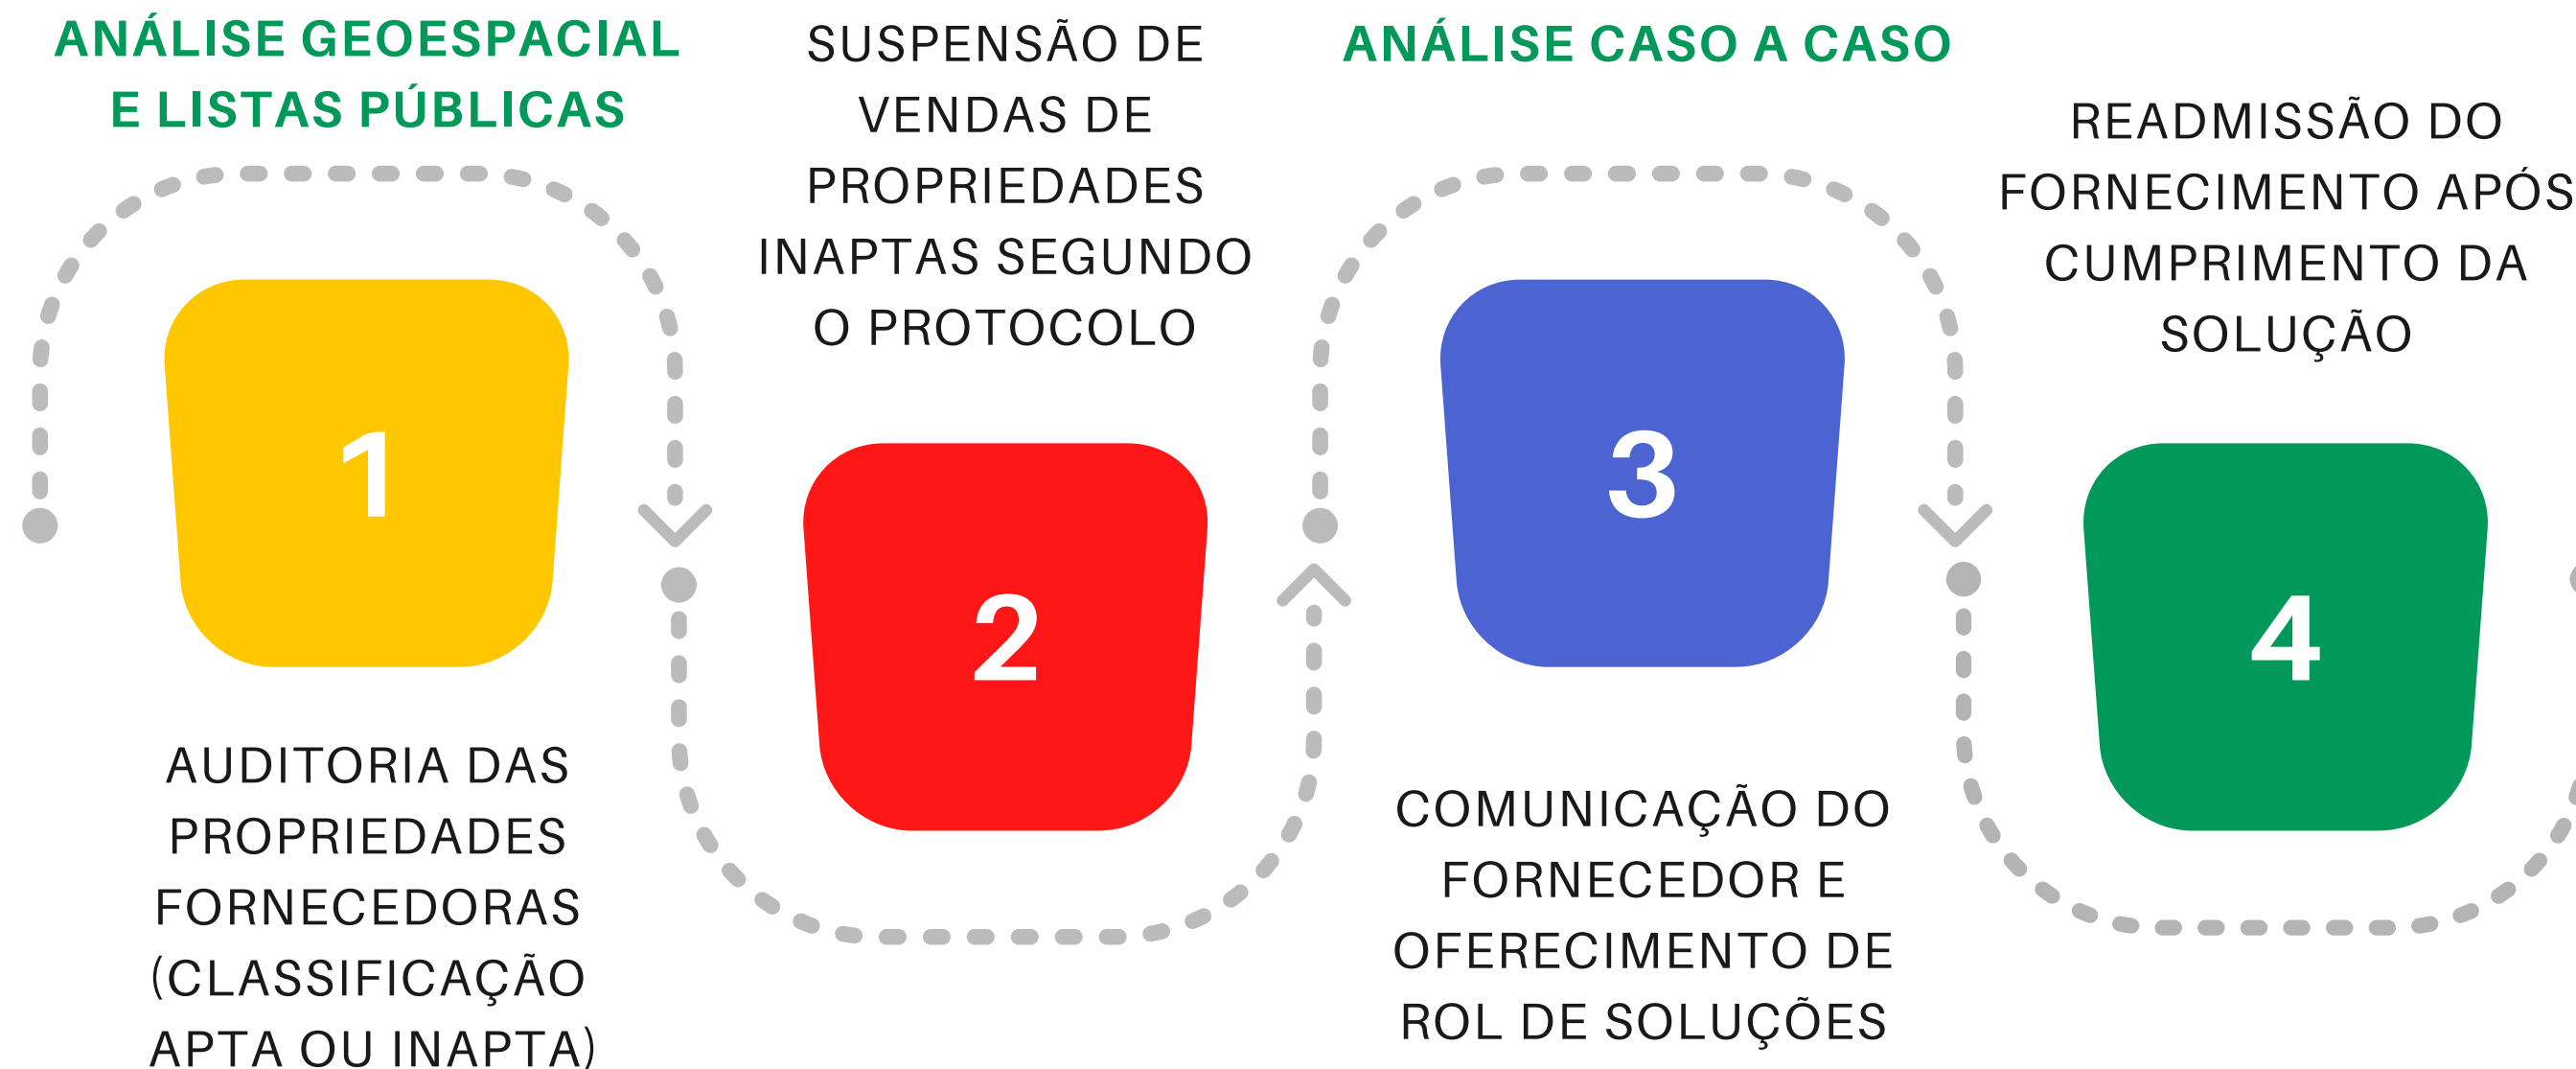 ANÁLISE GEOESPACIAL
E LISTAS PÚBLICAS
1
AUDITORIA DAS
PROPRIEDADES
FORNECEDORAS
(CLASSIFICAÇÃO
APTA OU INAPTA)
SUSPENSÃO DE
VENDAS DE
PROPRIEDADES
INAPTAS SEGUNDO
O PROTOCOLO
2
ANÁLISE CASO A CASO
3
COMUNICAÇÃO DO
FORNECEDOR E
OFERECIMENTO DE
ROL DE SOLUÇÕES
READMISSÃO DO
FORNECIMENTO APÓS
CUMPRIMENTO DA
SOLUÇÃO
4